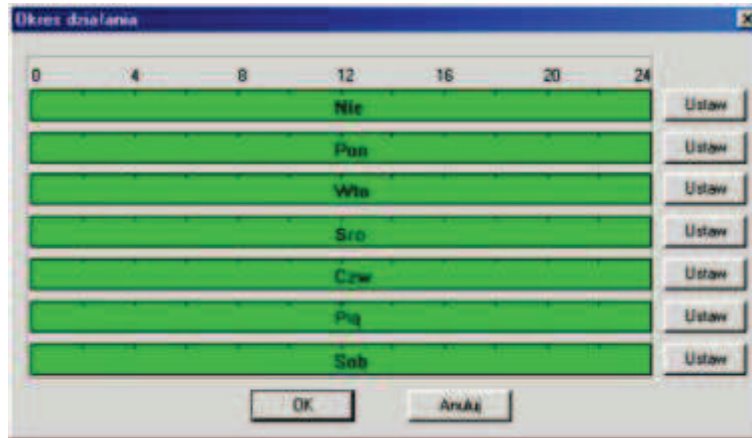 Okres działania
0 4 8 12 16 20 24
Nie Ustaw
Pon Ustaw
Wto Ustaw
Sro Ustaw
Czw Ustaw
Pią Ustaw
Sob Ustaw
OK Anuluj